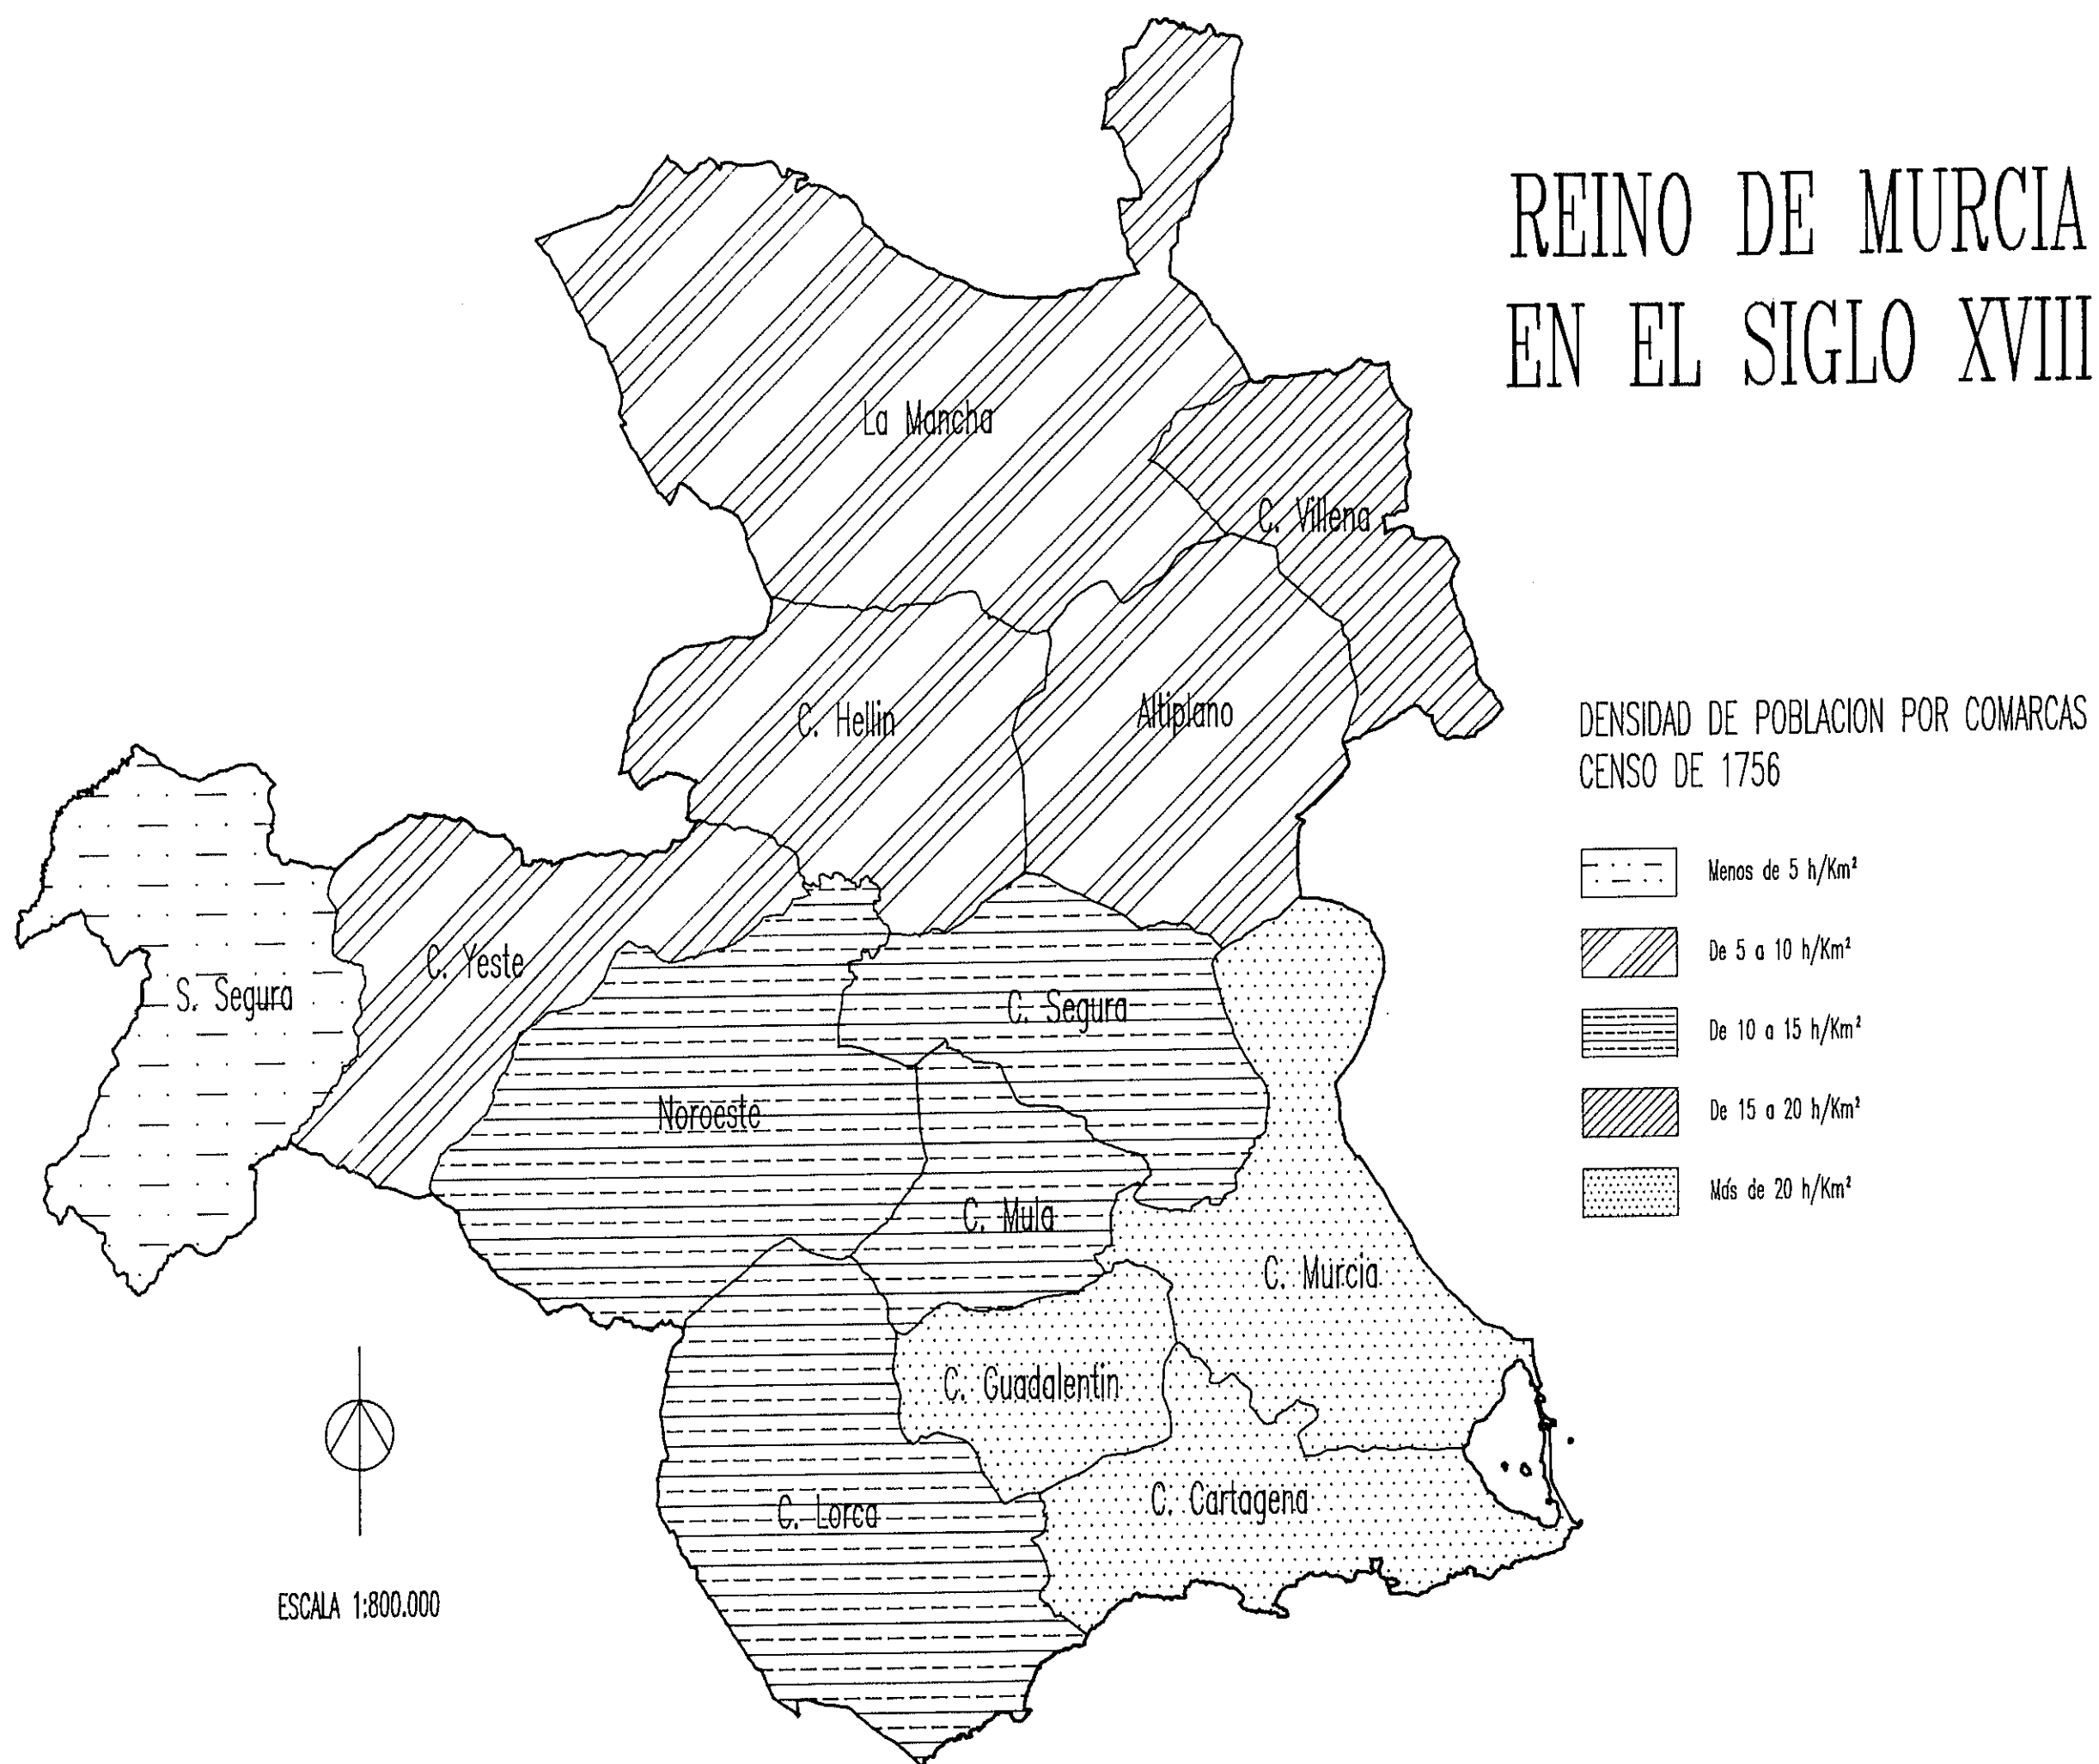 REINO DE MURCIA
EN EL SIGLO XVIII
La Mancha
C. Villena
C. Hellin
Altiplano
DENSIDAD DE POBLACION POR COMARCAS
CENSO DE 1756
Menos de 5 h/Km²
De 5 a 10 h/Km²
De 10 a 15 h/Km²
De 15 a 20 h/Km²
Más de 20 h/Km²
C. Yeste
S. Segura
C. Segura
Noroeste
C. Mula
C. Murcia
C. Guadalentin
C. Cartagena
C. Lorca
ESCALA 1:800.000